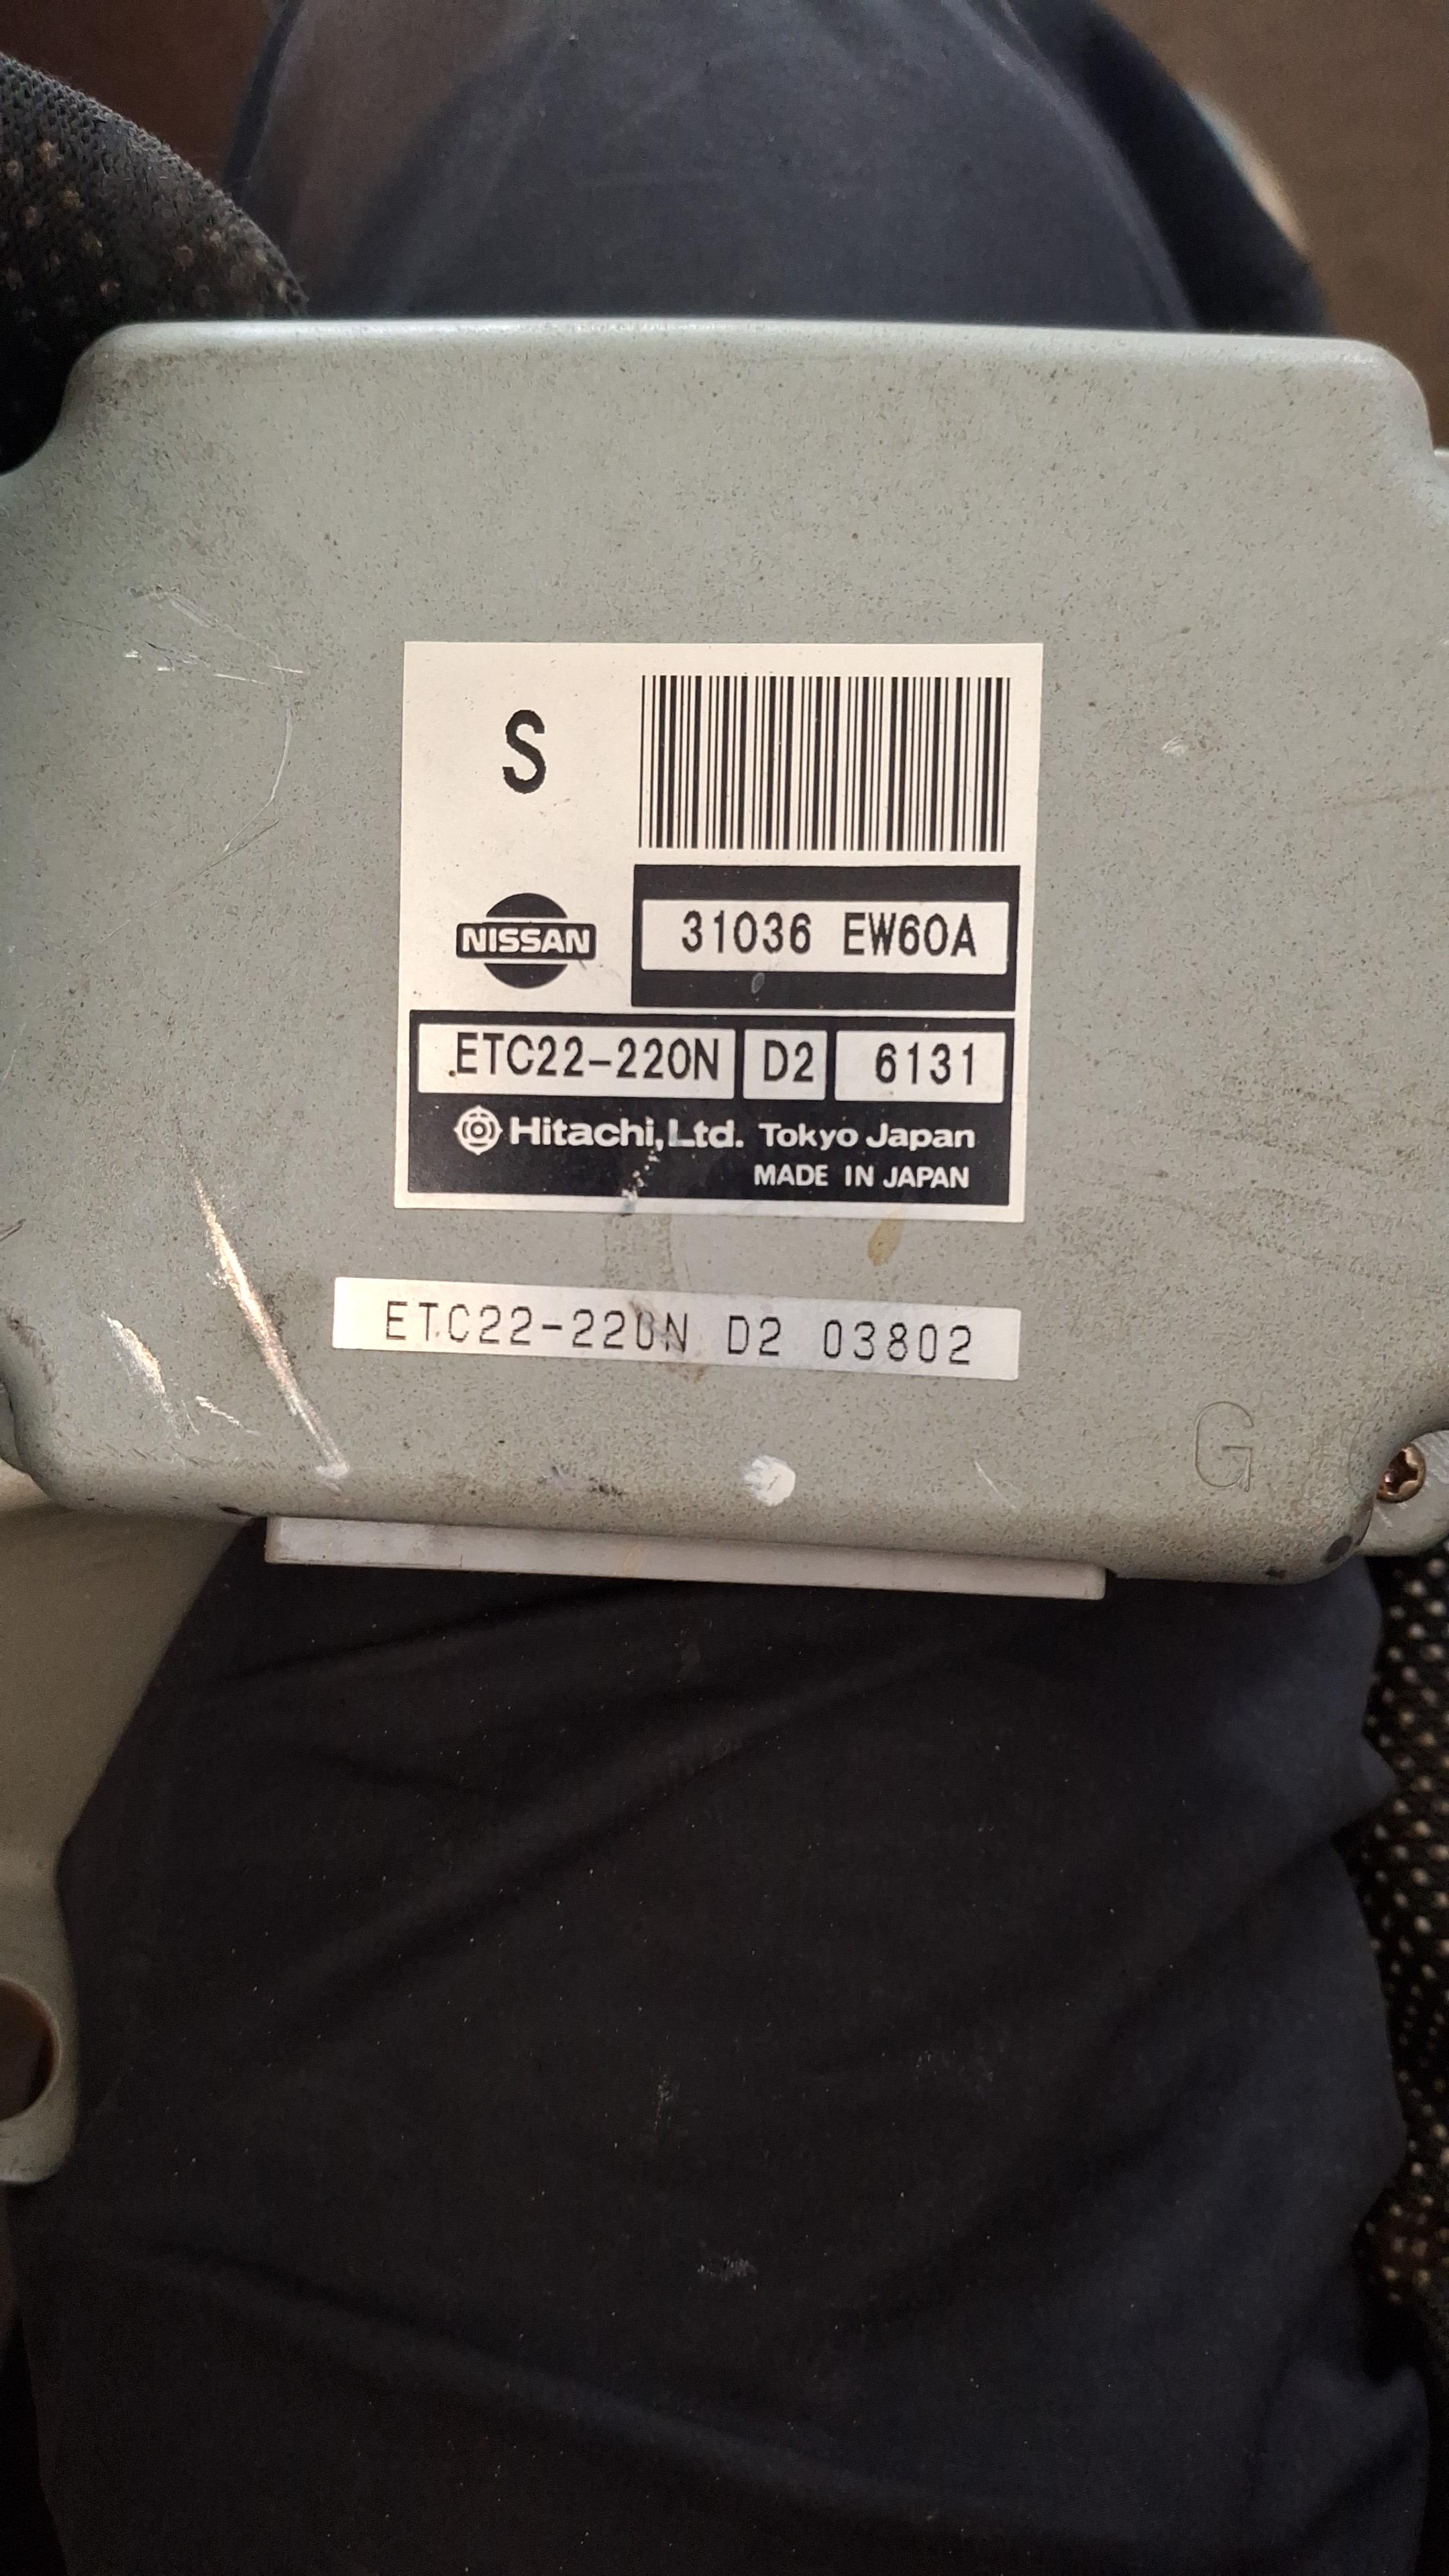 S
NISSAN
31036 EW60A
ETC22-220N D2 6131
Hitachi, Ltd. Tokyo Japan
MADE IN JAPAN
ETC22-220N D2 03802
G